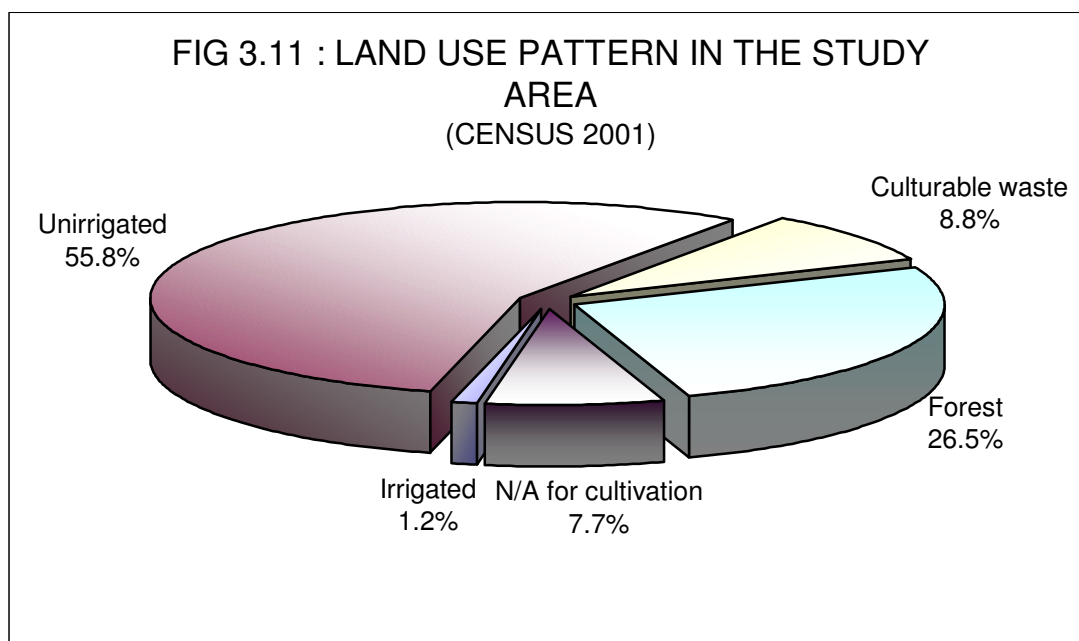 FIG 3.11 : LAND USE PATTERN IN THE STUDY
AREA
(CENSUS 2001)
Culturable waste
8.8%
Unirrigated
55.8%
Forest
26.5%
Irrigated
1.2%
N/A for cultivation
7.7%